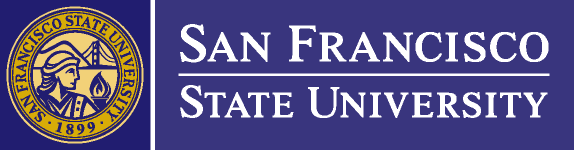 SAN FRANCISCO STATE UNIVERSITY
• 1899 •
SAN FRANCISCO
STATE UNIVERSITY